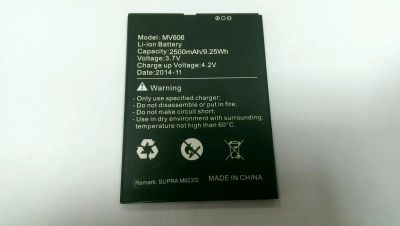 Model: MV606
Li-ion Battery
Capacity:2500mAh/9.25Wh
Voltage:3.7V
Charge up Voltage:4.2V
Date:2014-11
Warning
- Only use specified charger;
- Do not disassemble or put in fire;
- Do not short circuit;
- Use in dry environment with surrounding:
temperature not high than 60°C.
Remark: SUPRA M622G
MADE IN CHINA